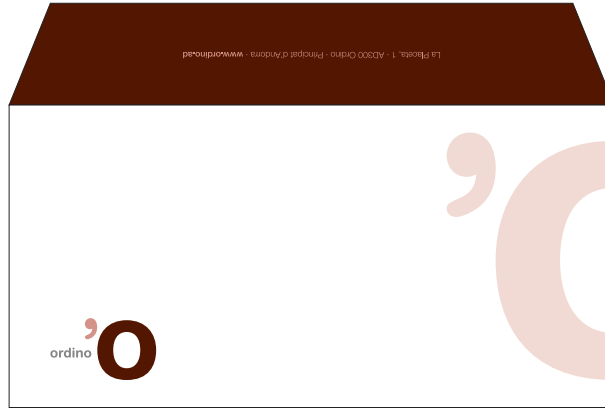 La Placeta, 1 - AD300 Ordino - Principat d'Andorra - www.ordino.ad
'O
ordino 'O